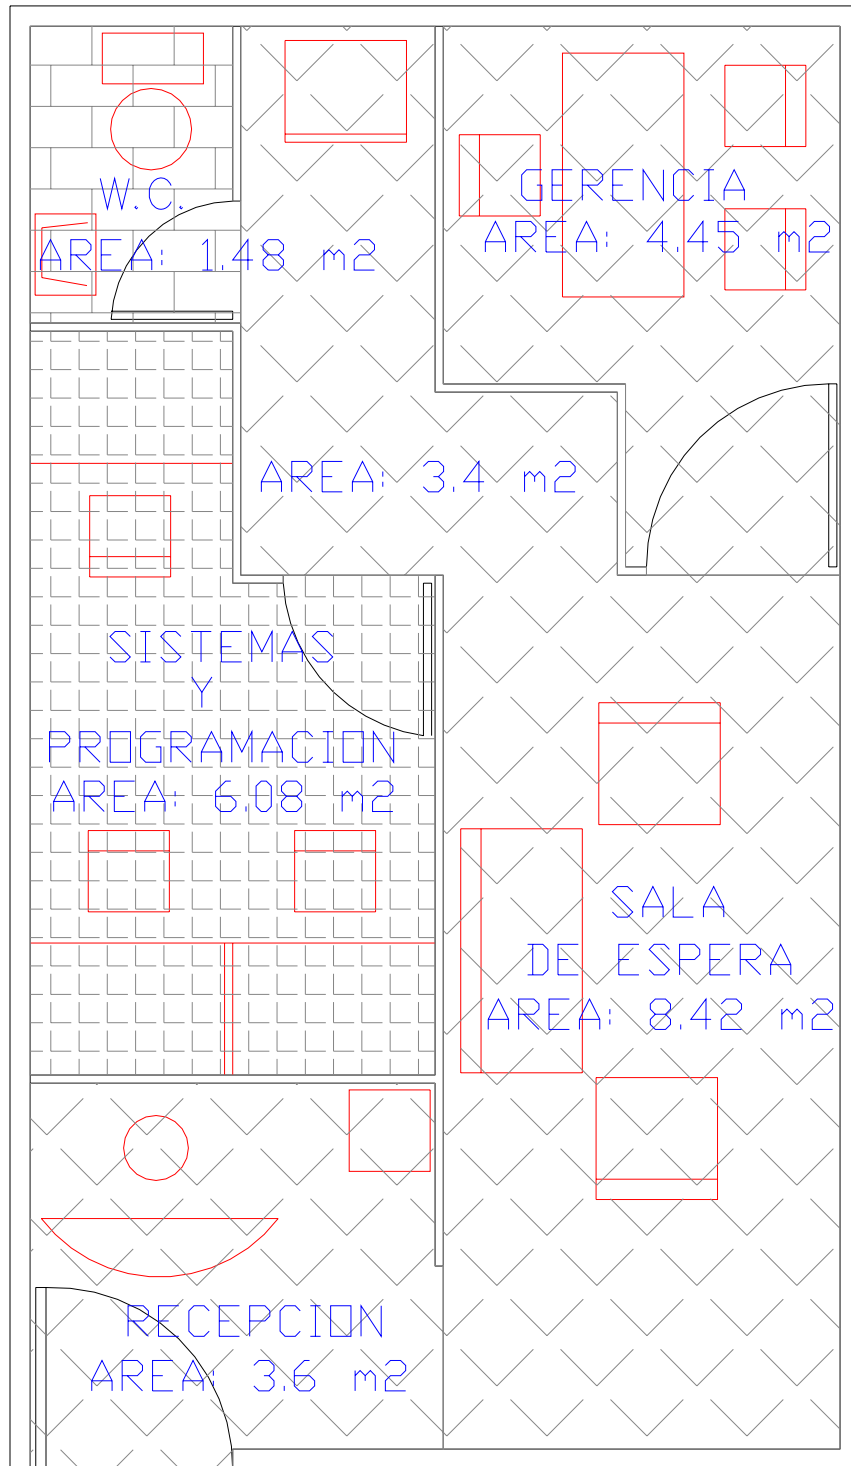 W.C.
AREA: 1.48 m2
GERENCIA
AREA: 4.45 m2
AREA: 3.4 m2
SISTEMAS
Y
PROGRAMACION
AREA: 6.08 m2
SALA
DE ESPERA
AREA: 8.42 m2
RECEPCION
AREA: 3.6 m2